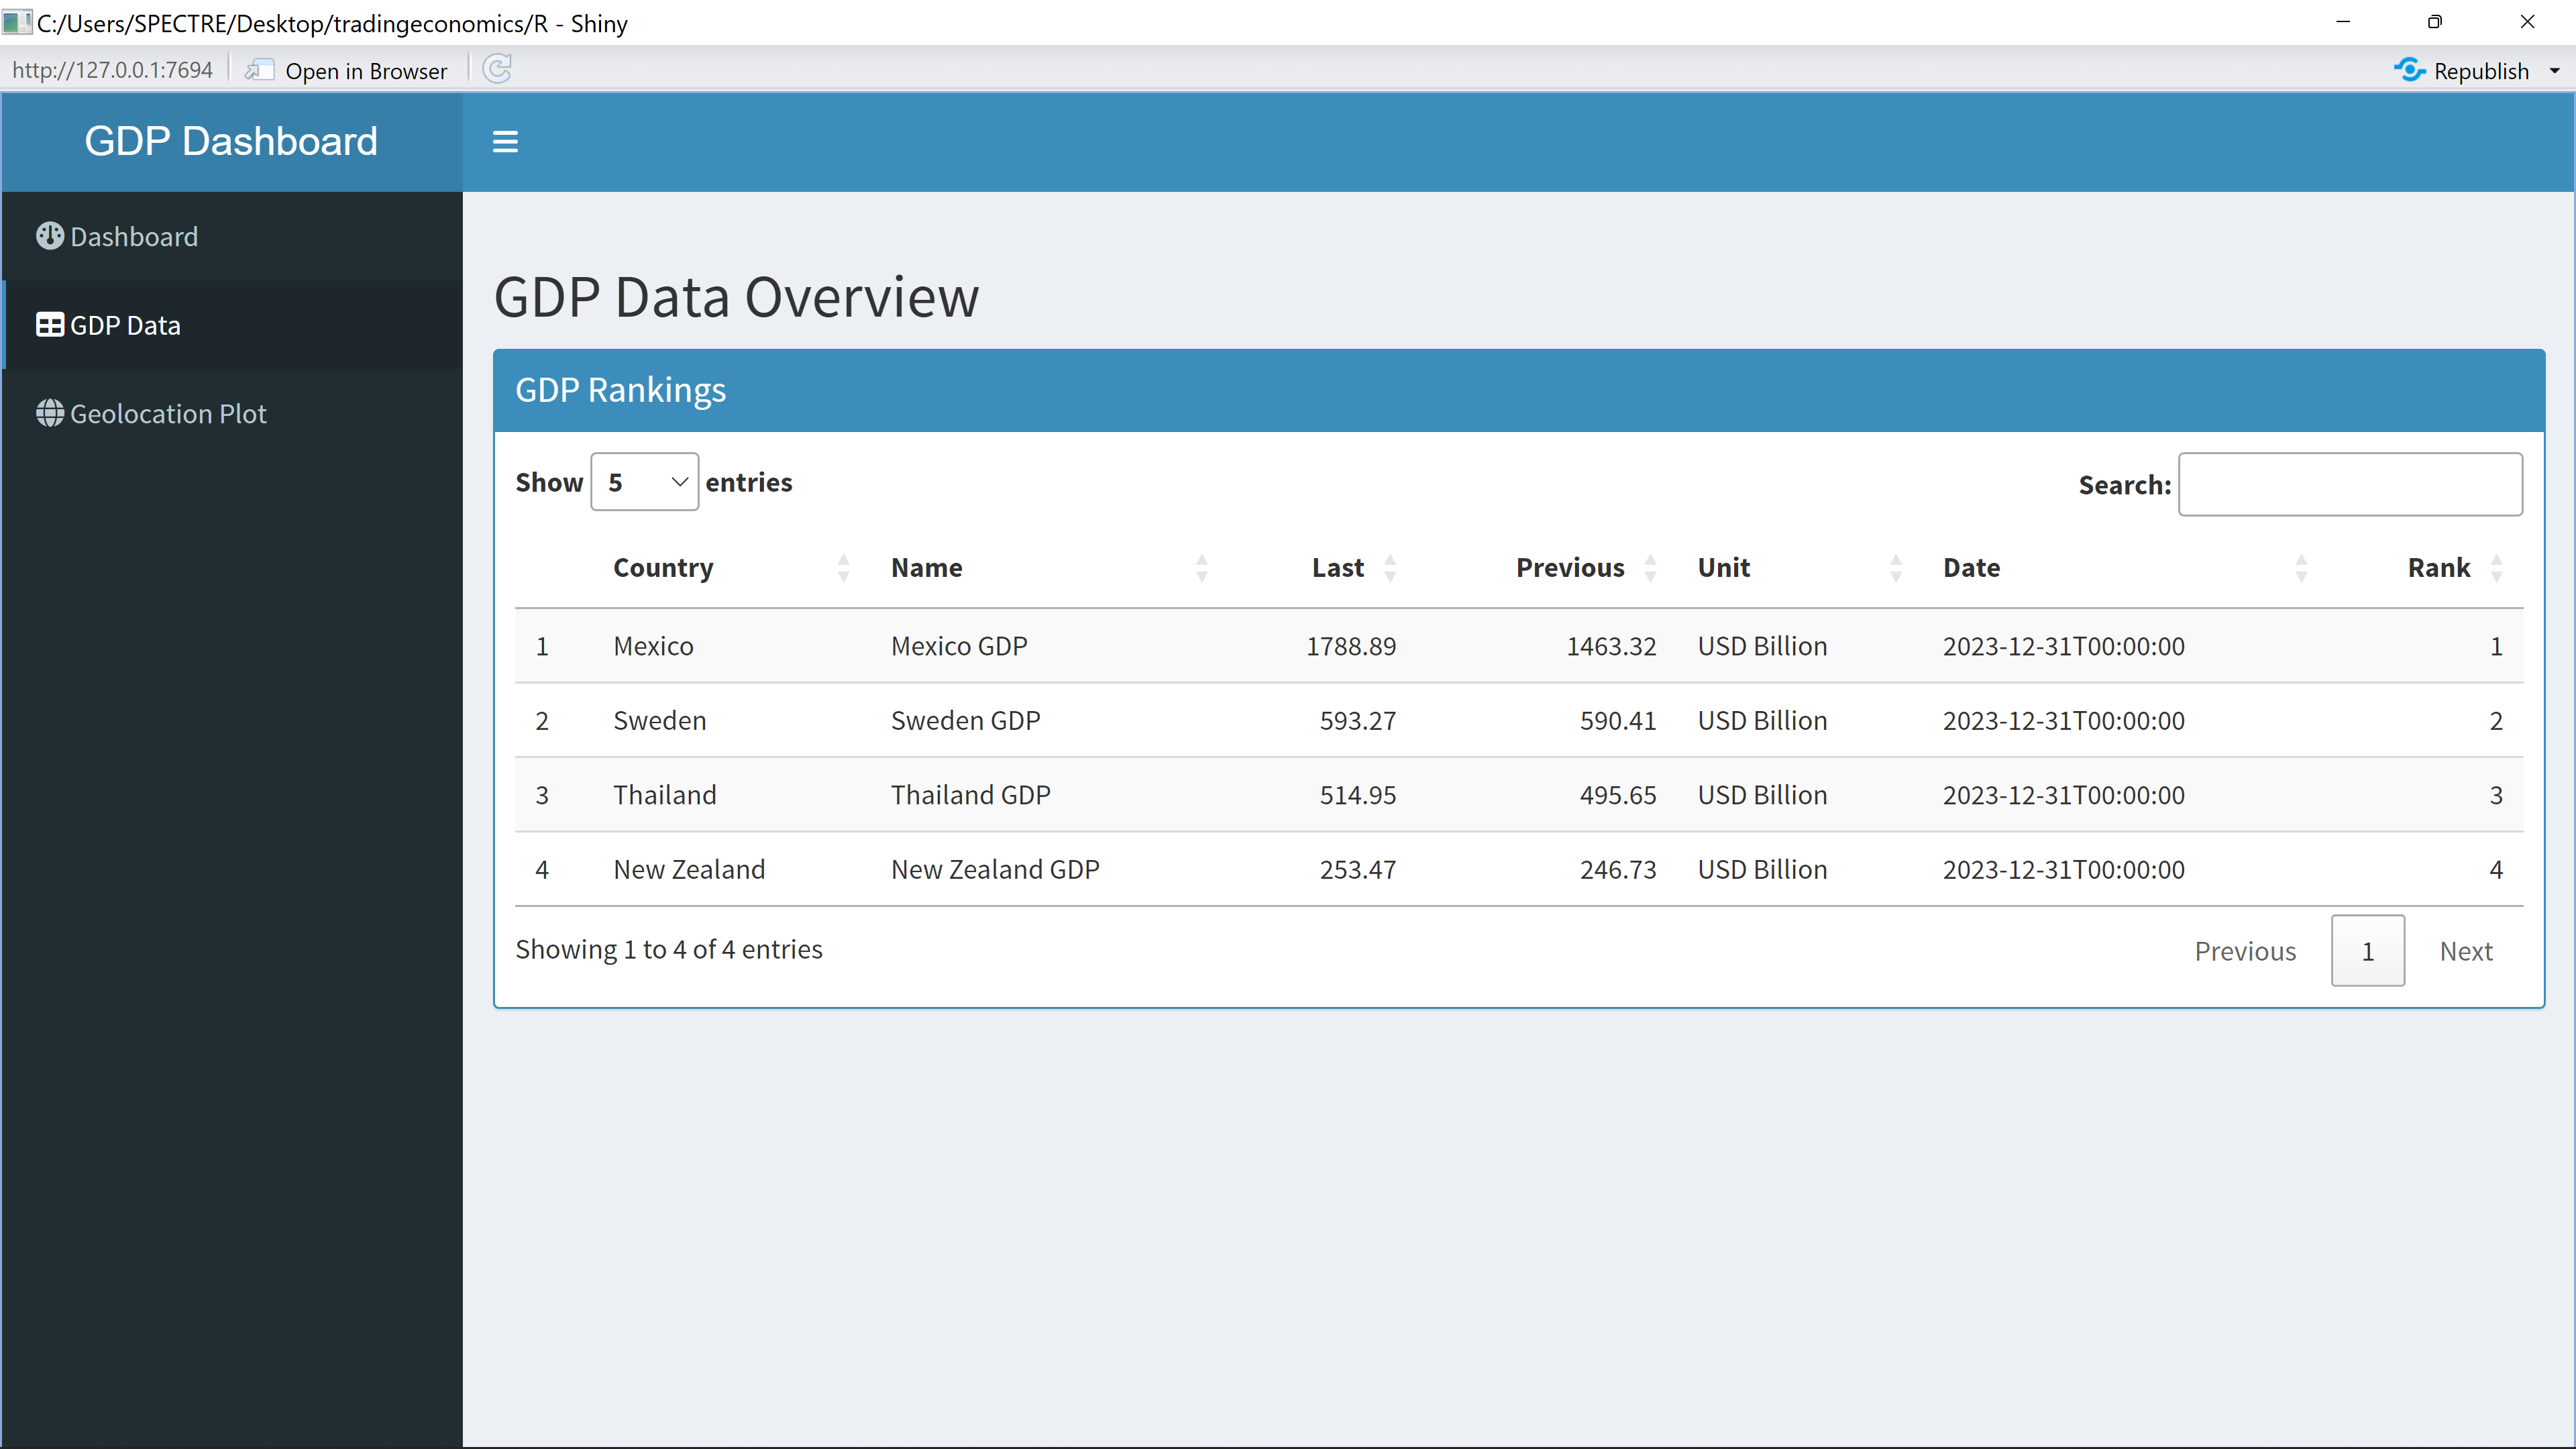 C:/Users/SPECTRE/Desktop/tradingeconomics/R - Shiny
http://127.0.0.1:7694 Open in Browser Republish
GDP Dashboard
Dashboard
GDP Data
Geolocation Plot
GDP Data Overview
GDP Rankings
Show 5 entries Search:
Country Name Last Previous Unit Date Rank
1 Mexico Mexico GDP 1788.89 1463.32 USD Billion 2023-12-31T00:00:00 1
2 Sweden Sweden GDP 593.27 590.41 USD Billion 2023-12-31T00:00:00 2
3 Thailand Thailand GDP 514.95 495.65 USD Billion 2023-12-31T00:00:00 3
4 New Zealand New Zealand GDP 253.47 246.73 USD Billion 2023-12-31T00:00:00 4
Showing 1 to 4 of 4 entries Previous 1 Next